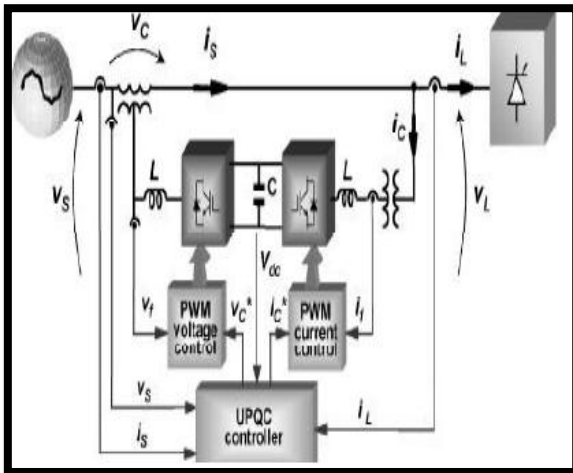 v_C
i_S
i_L
i_C
L
C
L
v_S
v_L
V_dc
v_f
PWM
voltage
control
v_C*
i_C*
PWM
current
control
i_f
v_S
i_S
UPQC
controller
i_L